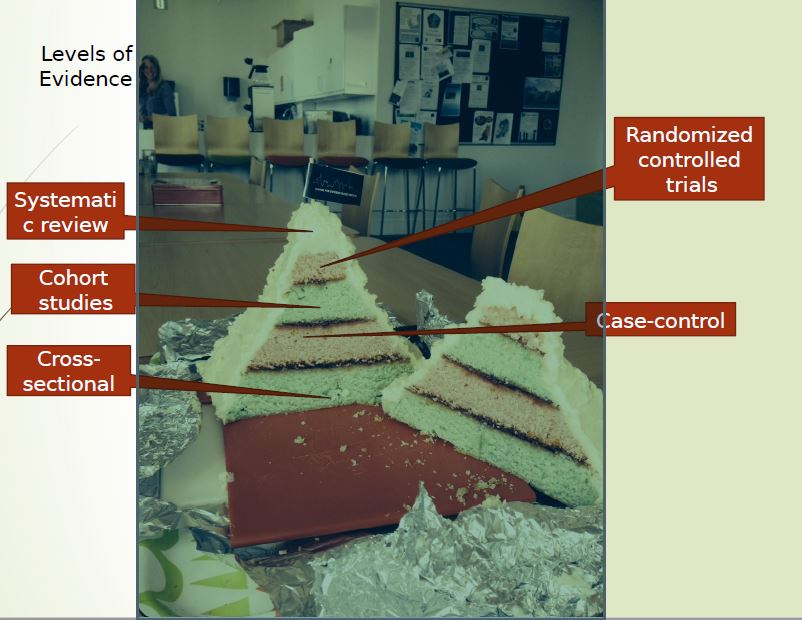 Levels of
Evidence
Randomized
controlled
trials
Systemati
c review
Cohort
studies
Case-control
Cross-
sectional